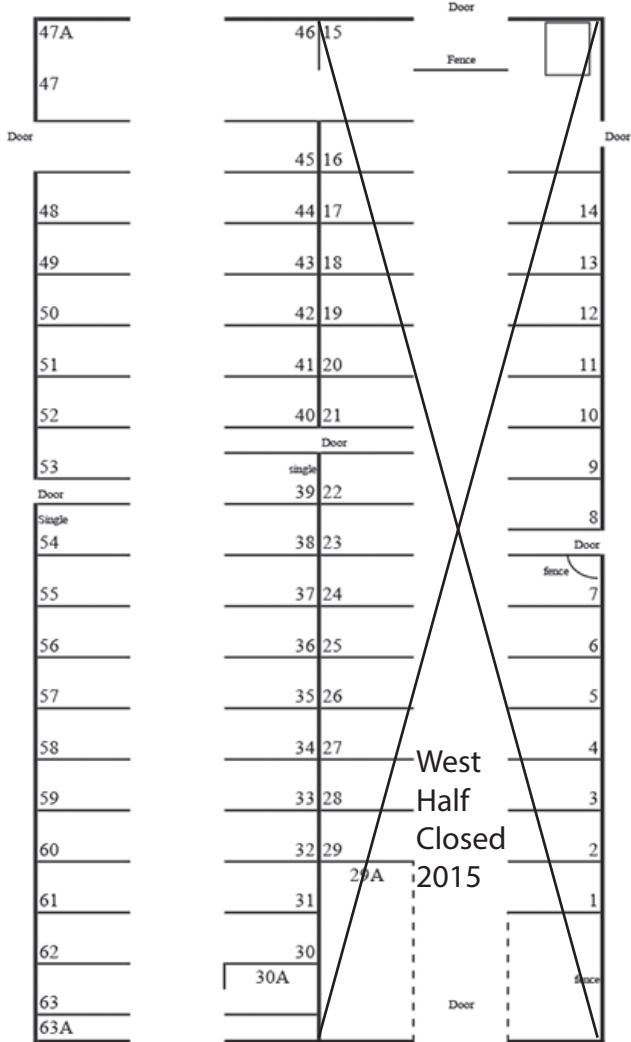 Door
47A 46 15
Fence
47
Door Door
45 16
48 44 17 14
49 43 18 13
50 42 19 12
51 41 20 11
52 40 21 10
Door
53 single 9
Door 39 22
Single 8
54 38 23 Door
fence
55 37 24 7
56 36 25 6
57 35 26 5
58 34 27 4
West
Half
Closed
2015
59 33 28 3
60 32 29 2
29A
61 31 1
62 30
30A fence
63 Door
63A